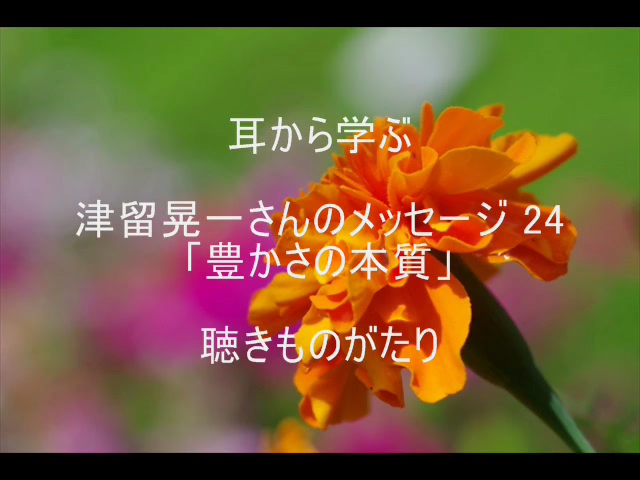 耳から学ぶ
津留晃一さんのメッセージ 24
「豊かさの本質」
聴きものがたり